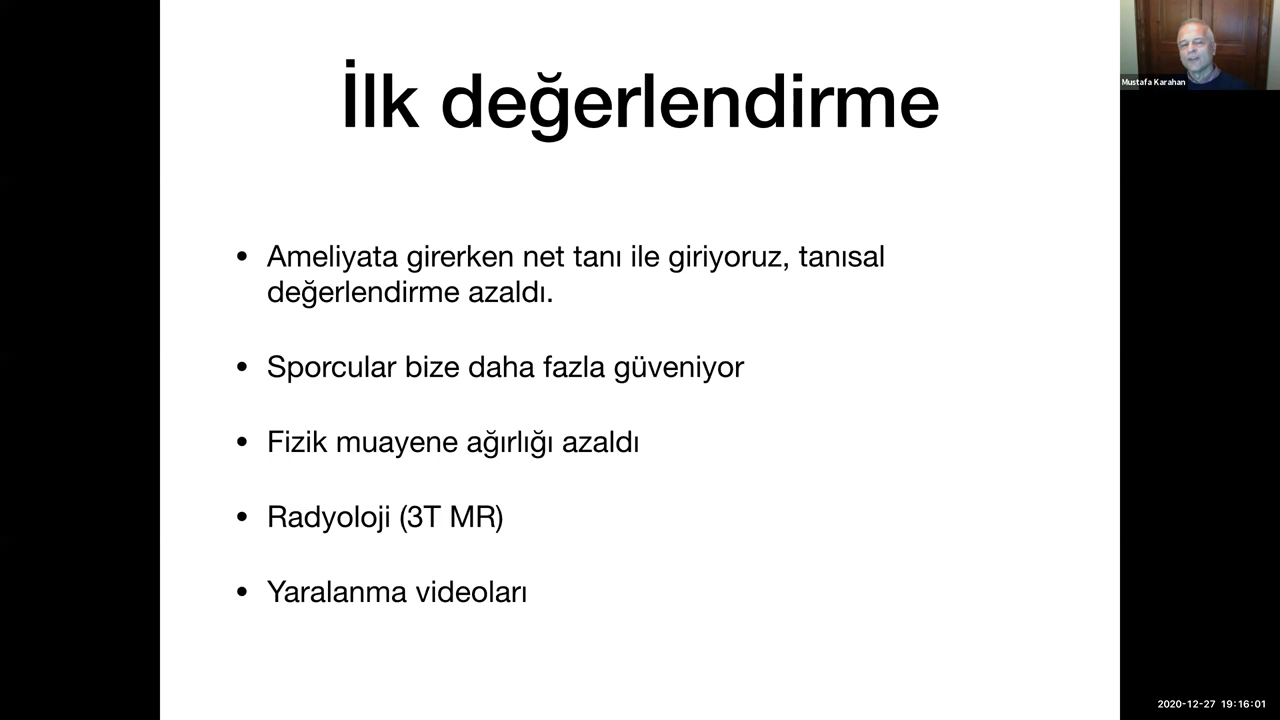 İlk değerlendirme
Mustafa Karahan
• Ameliyata girerken net tanı ile giriyoruz, tanısal
değerlendirme azaldı.
• Sporcular bize daha fazla güveniyor
• Fizik muayene ağırlığı azaldı
• Radyoloji (3T MR)
• Yaralanma videoları
2020-12-27 19:16:01